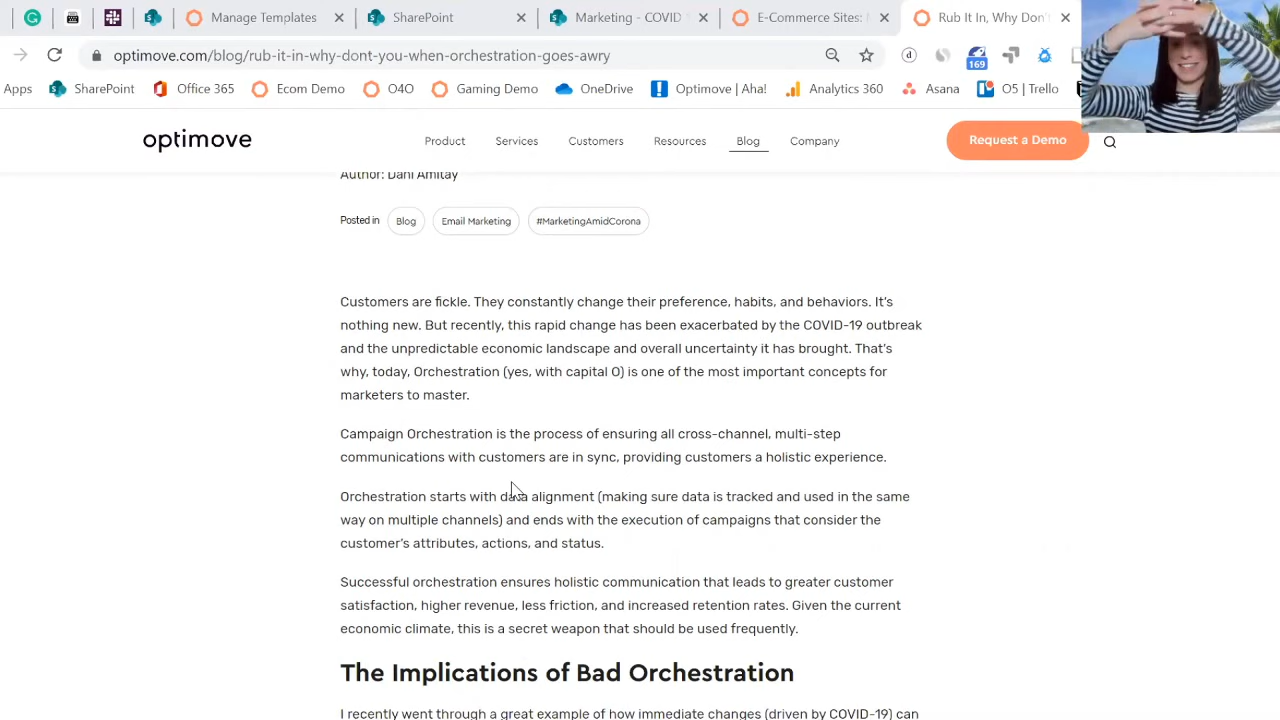 Manage Templates
SharePoint
Marketing - COVID
E-Commerce Sites:
Rub It In, Why Don't
optimove.com/blog/rub-it-in-why-dont-you-when-orchestration-goes-awry
169
Apps
SharePoint
Office 365
Ecom Demo
O4O
Gaming Demo
OneDrive
Optimove | Aha!
Analytics 360
Asana
O5 | Trello
optimove
Product
Services
Customers
Resources
Blog
Company
Request a Demo
Author: Dani Amitay
Posted in
Blog
Email Marketing
#MarketingAmidCorona
Customers are fickle. They constantly change their preference, habits, and behaviors. It's
nothing new. But recently, this rapid change has been exacerbated by the COVID-19 outbreak
and the unpredictable economic landscape and overall uncertainty it has brought. That's
why, today, Orchestration (yes, with capital O) is one of the most important concepts for
marketers to master.
Campaign Orchestration is the process of ensuring all cross-channel, multi-step
communications with customers are in sync, providing customers a holistic experience.
Orchestration starts with data alignment (making sure data is tracked and used in the same
way on multiple channels) and ends with the execution of campaigns that consider the
customer's attributes, actions, and status.
Successful orchestration ensures holistic communication that leads to greater customer
satisfaction, higher revenue, less friction, and increased retention rates. Given the current
economic climate, this is a secret weapon that should be used frequently.
The Implications of Bad Orchestration
I recently went through a great example of how immediate changes (driven by COVID-19) can